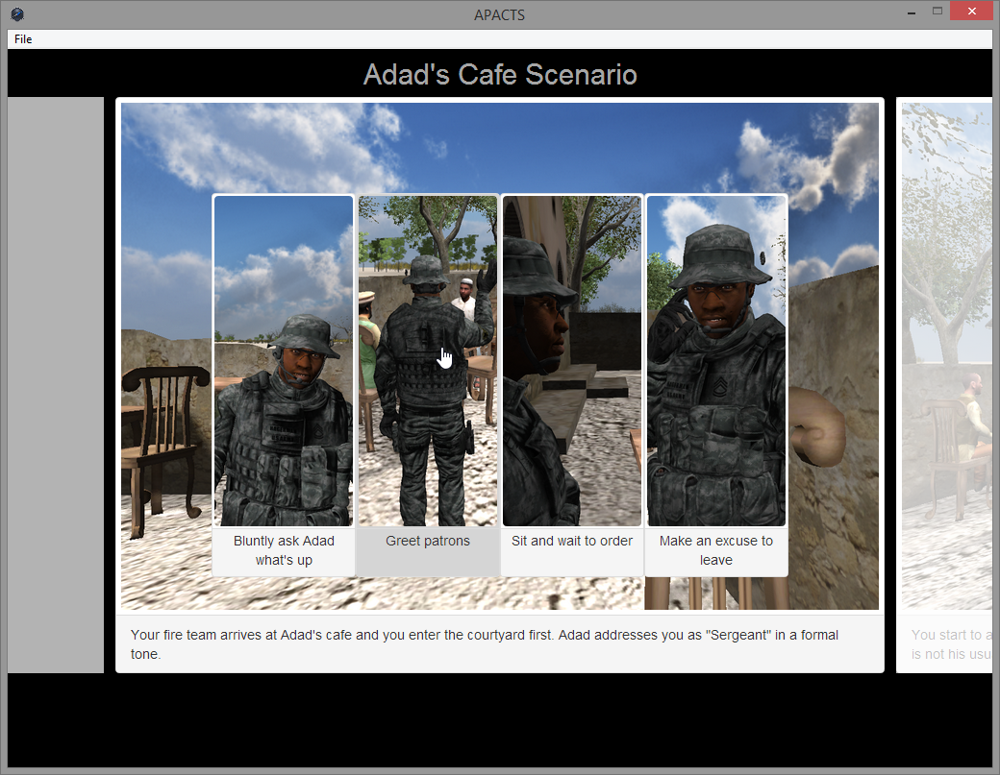 APACTS
File
Adad's Cafe Scenario
Bluntly ask Adad
what's up
Greet patrons
Sit and wait to order
Make an excuse to
leave
Your fire team arrives at Adad's cafe and you enter the courtyard first. Adad addresses you as "Sergeant" in a formal
tone.
You start to a
is not his usu